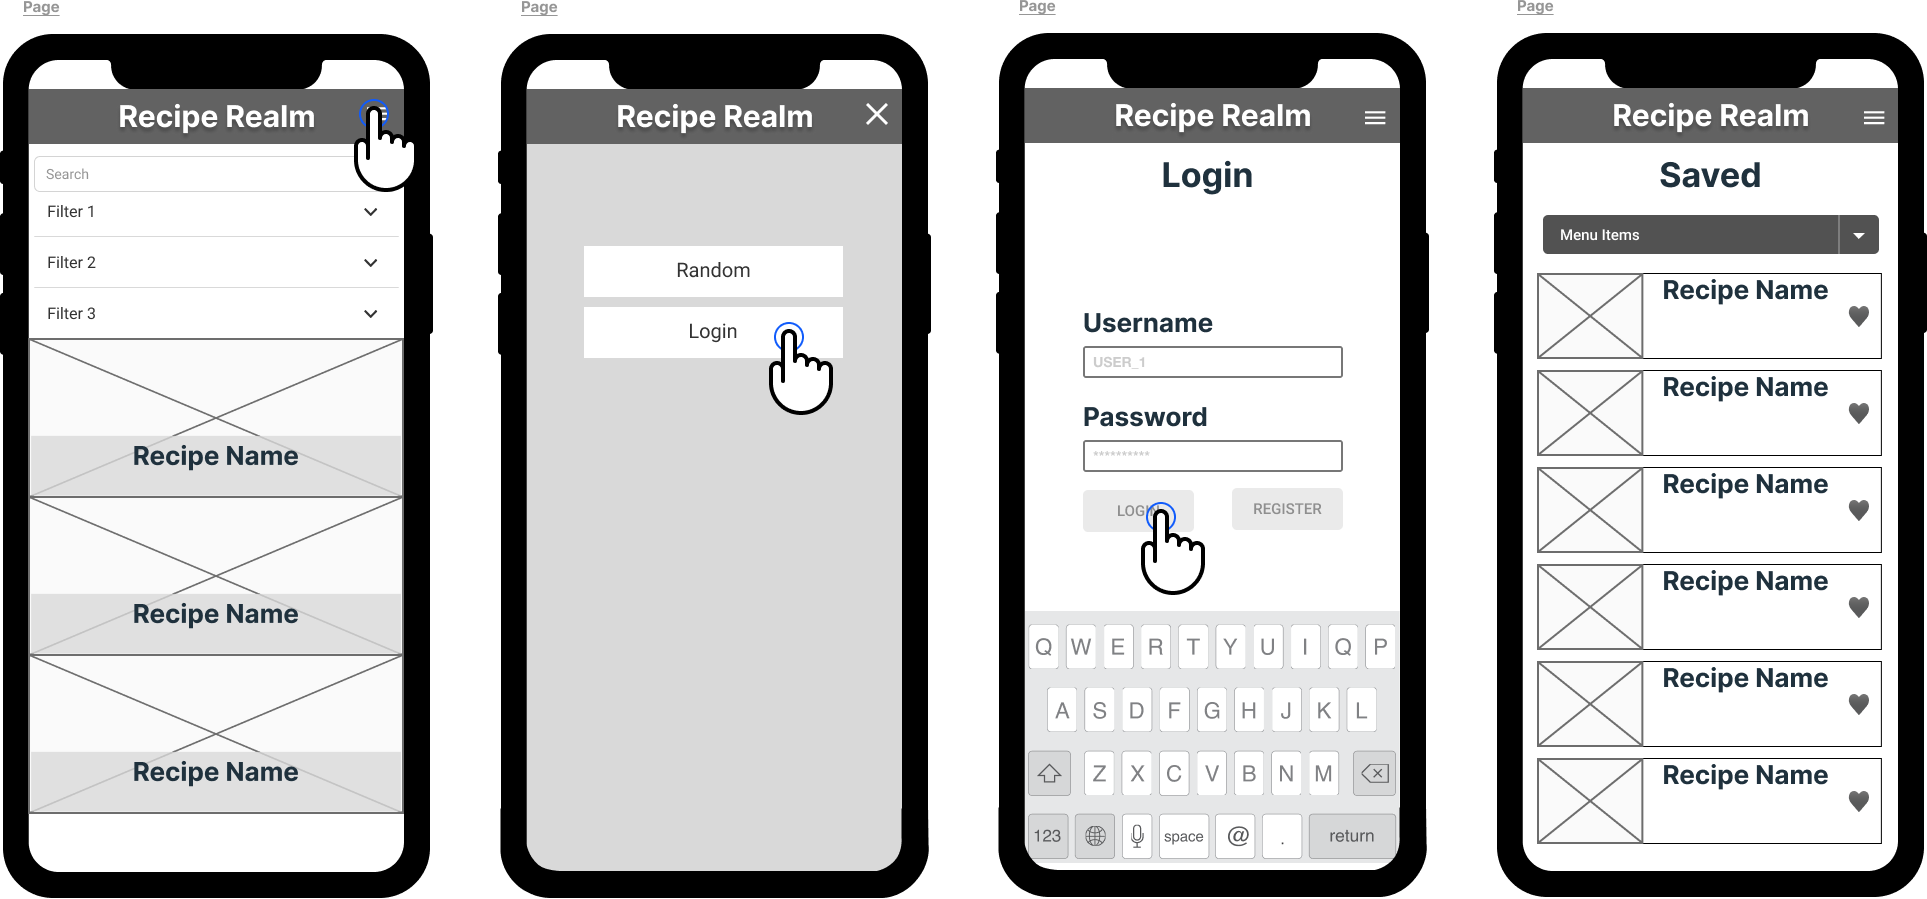 Page
Recipe Realm
Search
Filter 1
Filter 2
Filter 3
Recipe Name
Recipe Name
Recipe Name
Page
Recipe Realm
Random
Login
Page
Recipe Realm
Login
Username
USER_1
Password
**********
LOGIN REGISTER
Q W E R T Y U I Q P
A S D F G H J K L
Z X C V B N M
123 space @ . return
Page
Recipe Realm
Saved
Menu Items
Recipe Name
Recipe Name
Recipe Name
Recipe Name
Recipe Name
Recipe Name